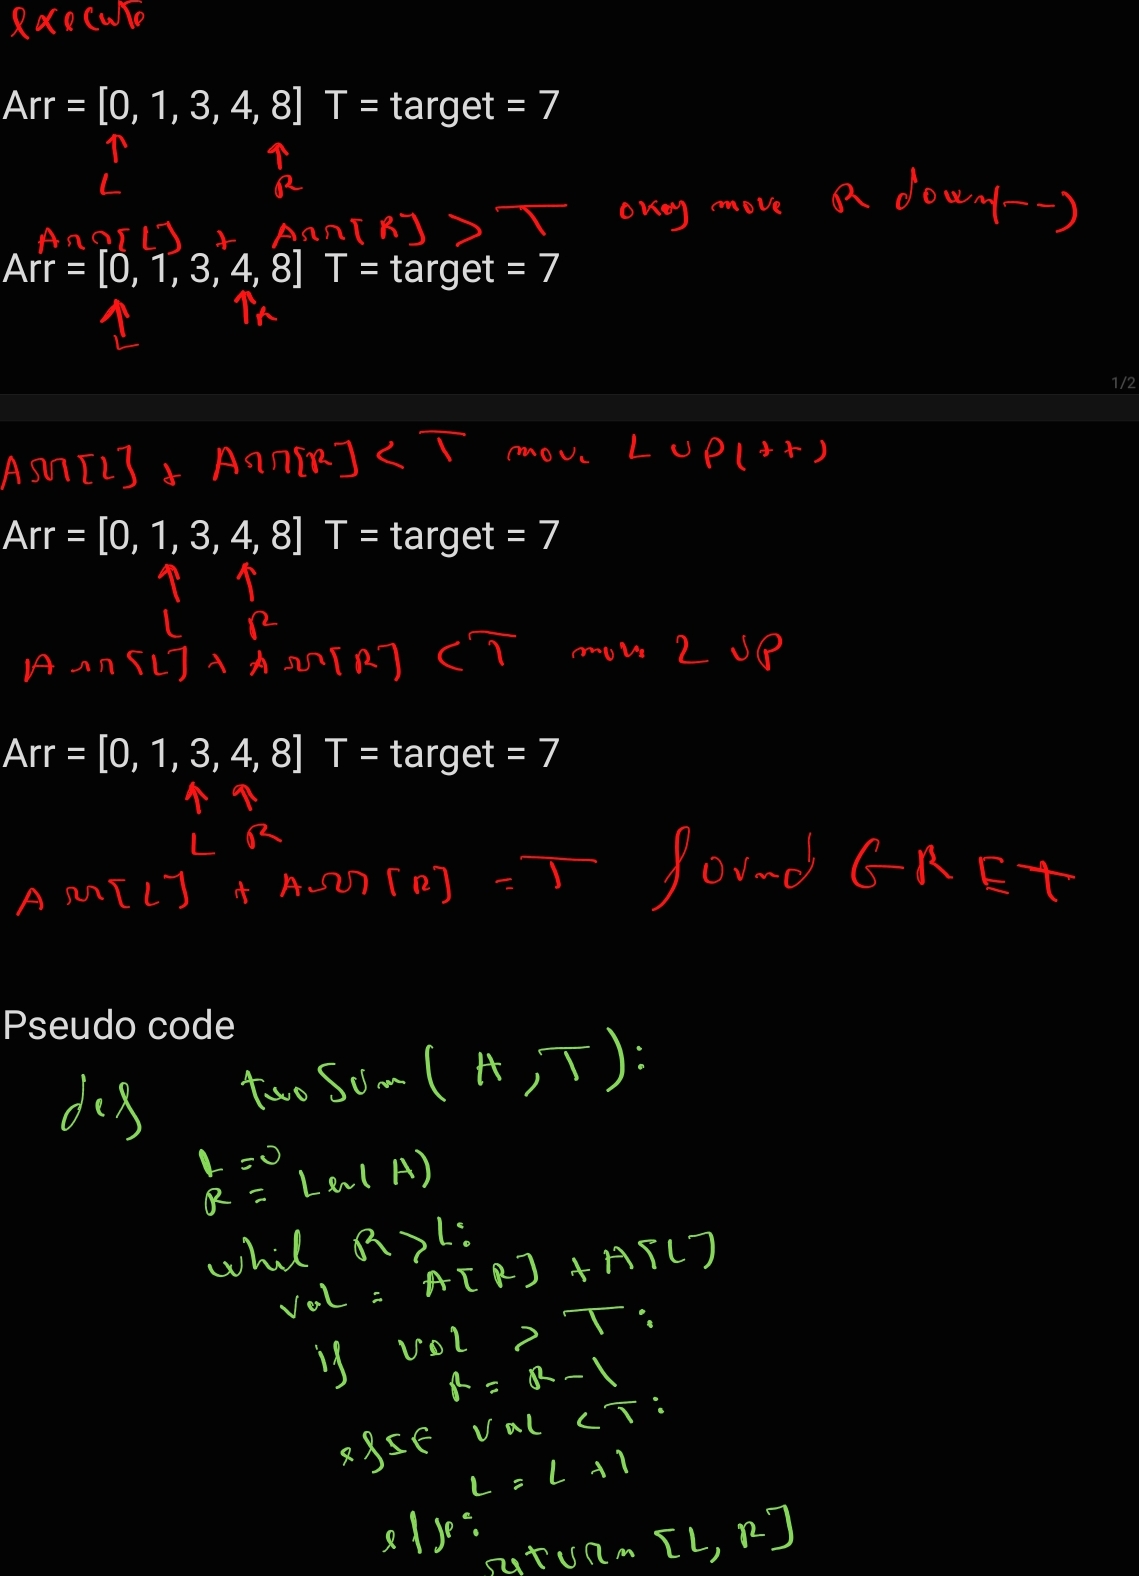 execute
Arr = [0, 1, 3, 4, 8] T = target = 7
L R
Arr[L] + Arr[R] > T okay move R down(--)
Arr = [0, 1, 3, 4, 8] T = target = 7
L R
1/2
Arr[L] + Arr[R] < T move L up(++)
Arr = [0, 1, 3, 4, 8] T = target = 7
L R
Arr[L] + Arr[R] < T move L up
Arr = [0, 1, 3, 4, 8] T = target = 7
L R
Arr[L] + Arr[R] = T found GREt
Pseudo code
def twoSum(A,T):
L=0
R = Len(A)
whil R>L:
val = A[R] + A[L]
if val > T:
R = R-1
elsif val < T:
L = L+1
else:
return [L, R]